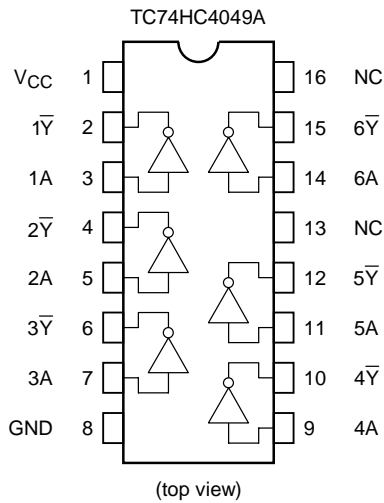 TC74HC4049A
VCC 1 16 NC
1Y̅ 2 15 6Y̅
1A 3 14 6A
2Y̅ 4 13 NC
2A 5 12 5Y̅
3Y̅ 6 11 5A
3A 7 10 4Y̅
GND 8 9 4A
(top view)